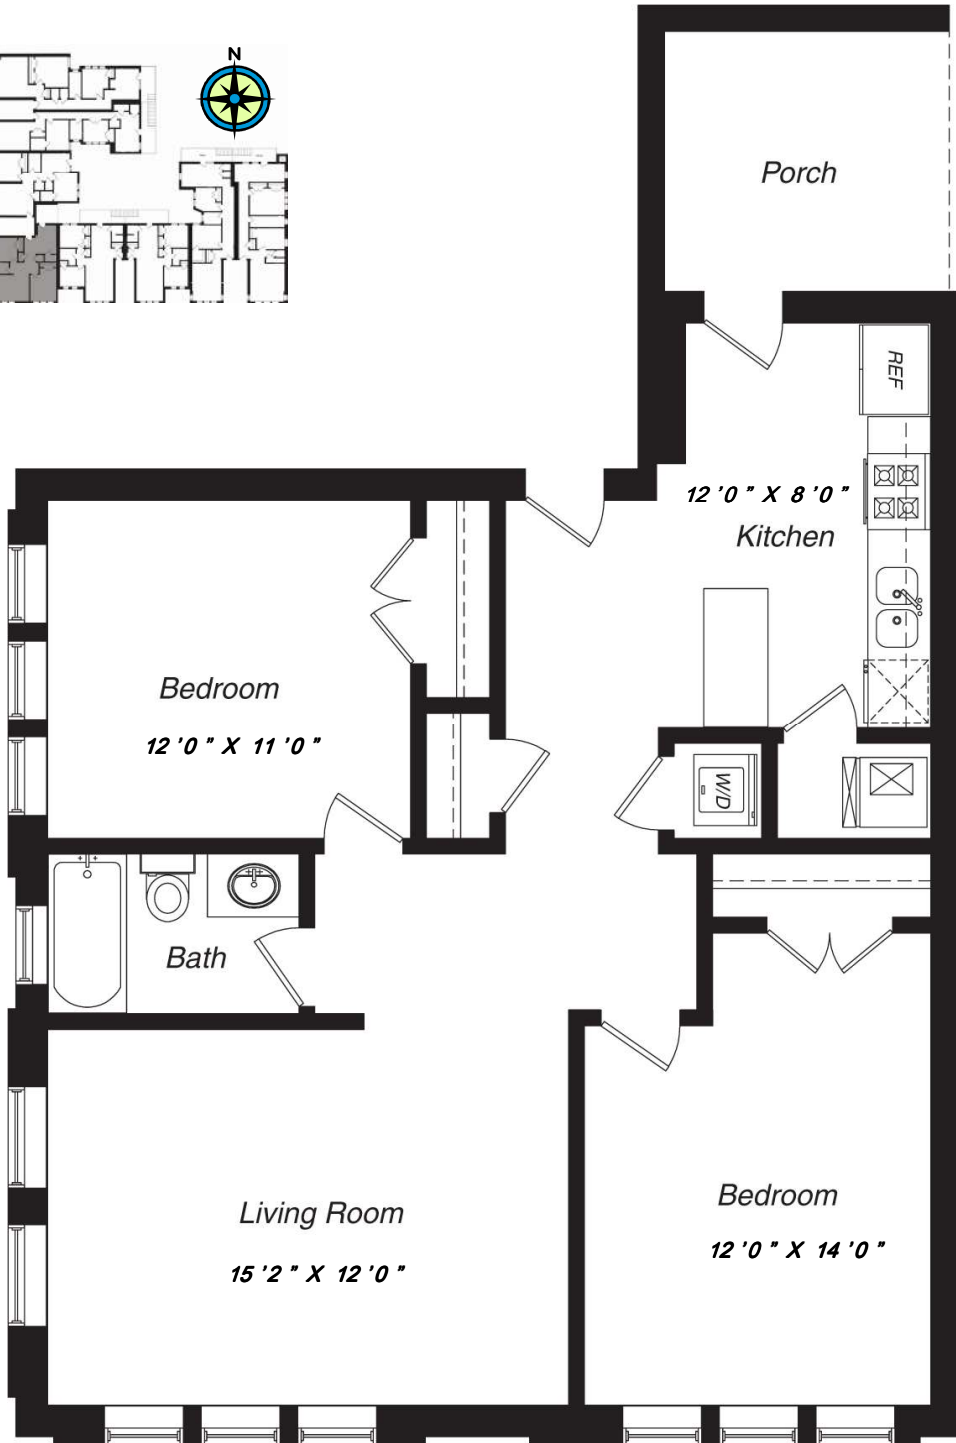 N
Porch
REF
12'0" X 8'0"
Kitchen
Bedroom
12'0" X 11'0"
W/D
Bath
Living Room
15'2" X 12'0"
Bedroom
12'0" X 14'0"